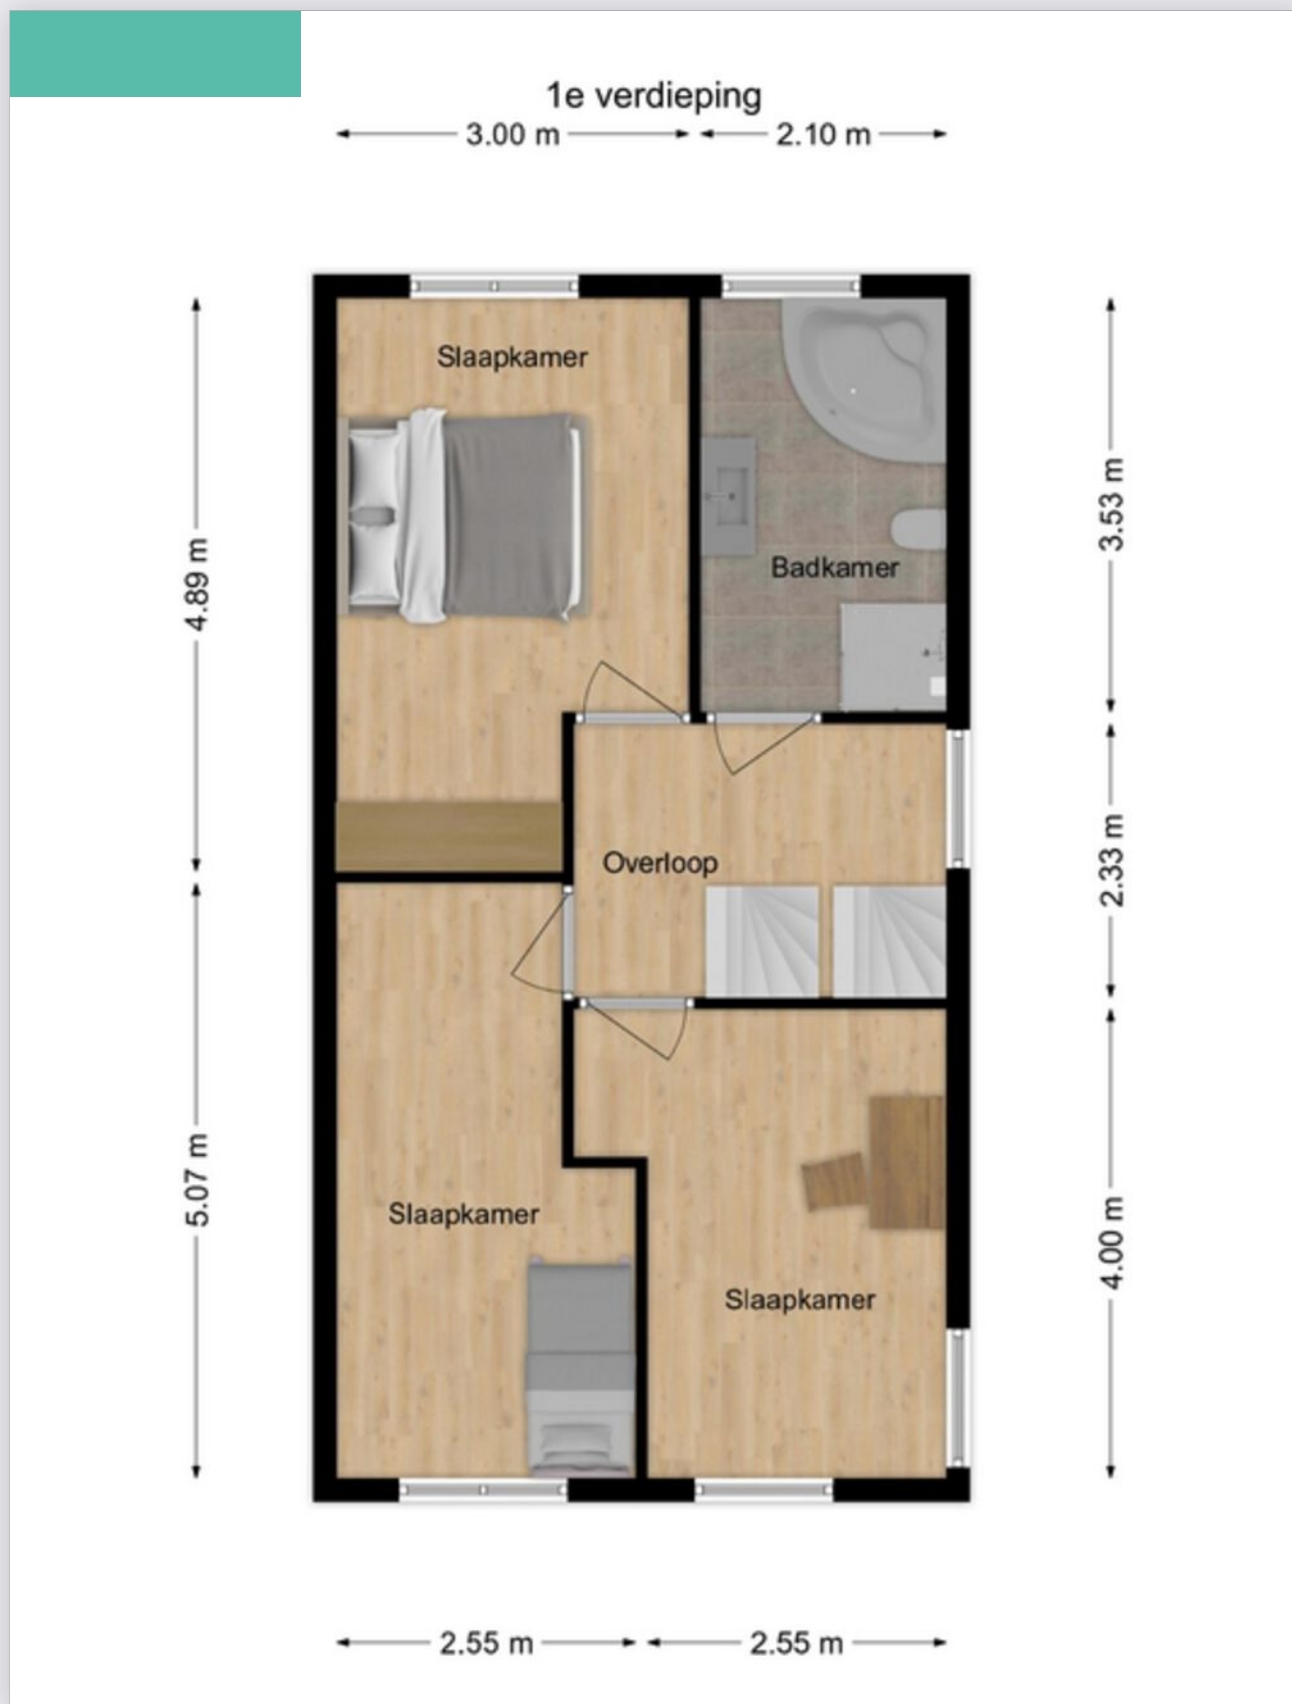 1e verdieping
3.00 m
2.10 m
Slaapkamer
4.89 m
3.53 m
Badkamer
2.33 m
Overloop
5.07 m
Slaapkamer
4.00 m
Slaapkamer
2.55 m
2.55 m